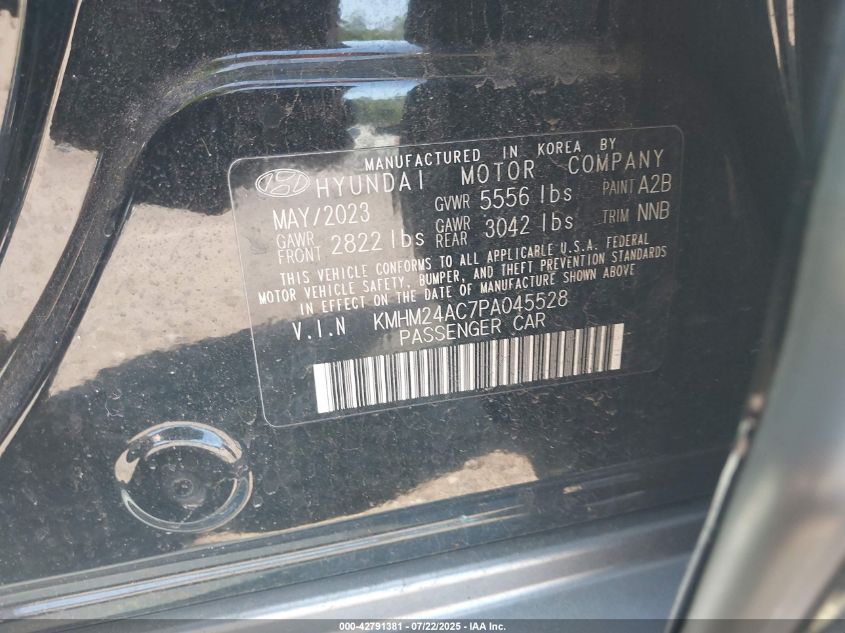 MANUFACTURED IN KOREA BY
HYUNDAI MOTOR COMPANY
MAY/2023 GVWR 5556 lbs PAINT A2B
GAWR FRONT 2822 lbs GAWR REAR 3042 lbs TRIM NNB
THIS VEHICLE CONFORMS TO ALL APPLICABLE U.S.A. FEDERAL
MOTOR VEHICLE SAFETY, BUMPER, AND THEFT PREVENTION STANDARDS
IN EFFECT ON THE DATE OF MANUFACTURE SHOWN ABOVE
V.I.N KMHM24AC7PA045528
PASSENGER CAR
000-42791381 - 07/22/2025 - IAA Inc.